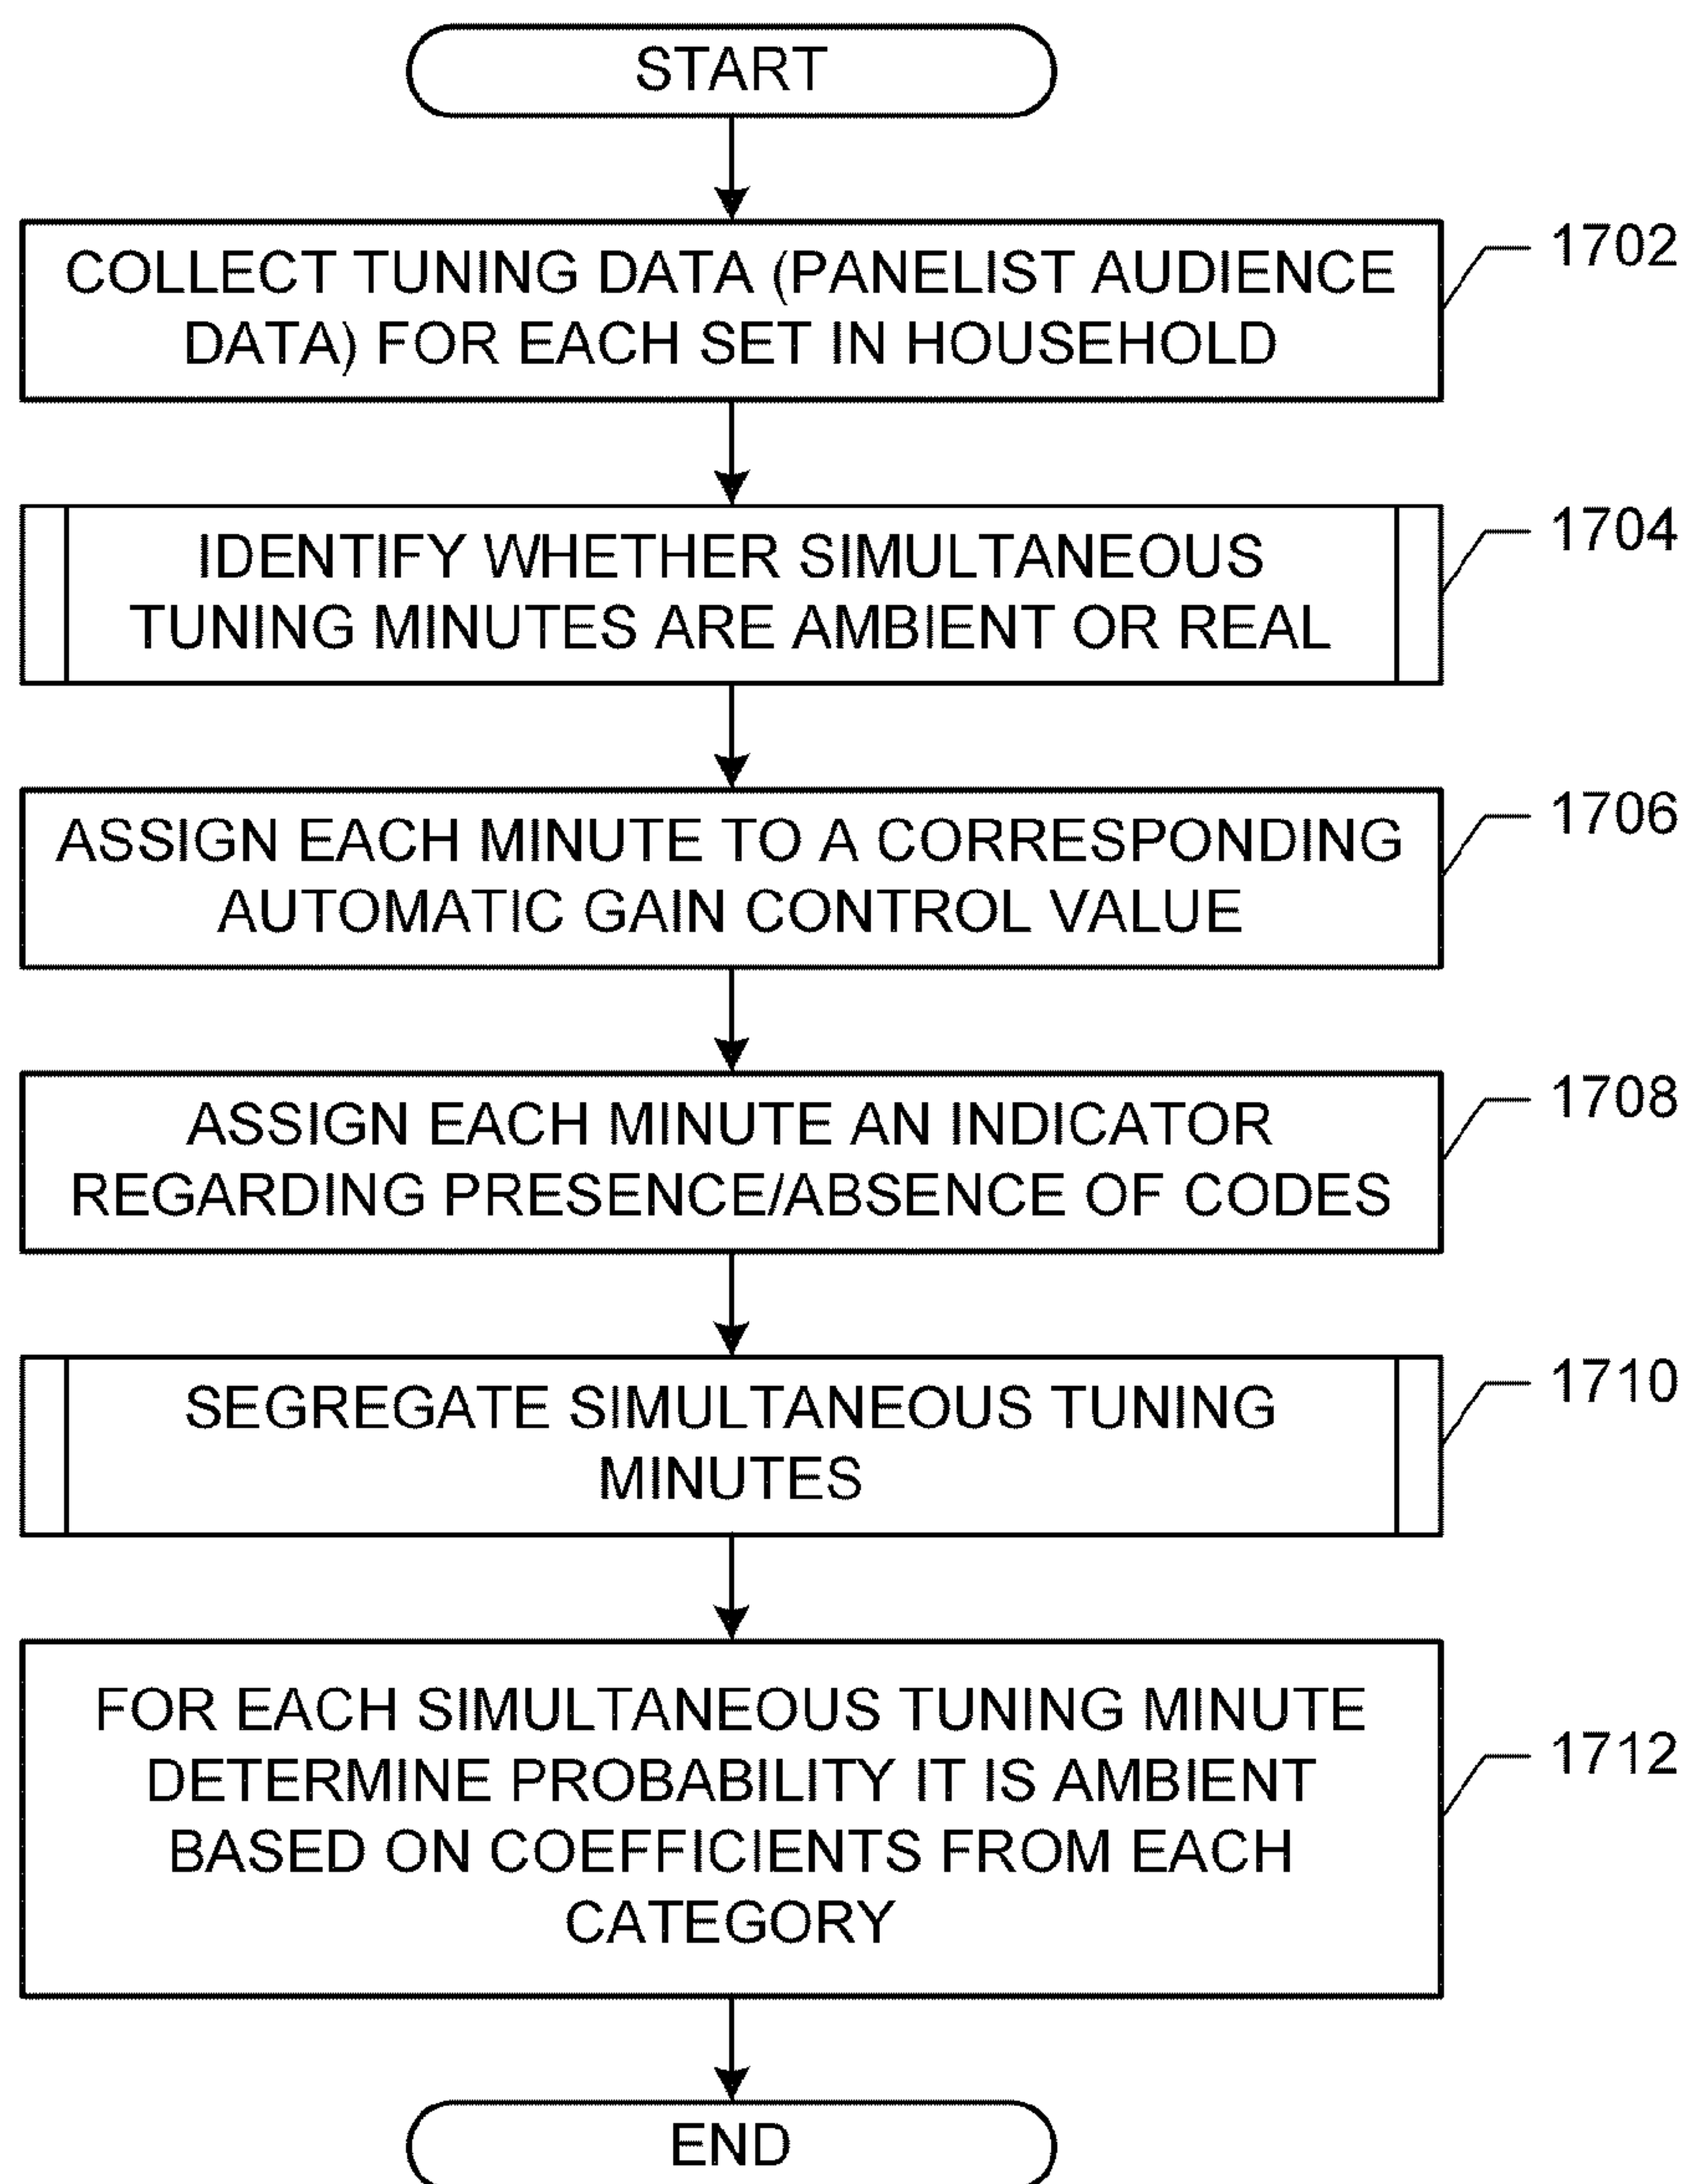 START
COLLECT TUNING DATA (PANELIST AUDIENCE
DATA) FOR EACH SET IN HOUSEHOLD
1702
IDENTIFY WHETHER SIMULTANEOUS
TUNING MINUTES ARE AMBIENT OR REAL
1704
ASSIGN EACH MINUTE TO A CORRESPONDING
AUTOMATIC GAIN CONTROL VALUE
1706
ASSIGN EACH MINUTE AN INDICATOR
REGARDING PRESENCE/ABSENCE OF CODES
1708
SEGREGATE SIMULTANEOUS TUNING
MINUTES
1710
FOR EACH SIMULTANEOUS TUNING MINUTE
DETERMINE PROBABILITY IT IS AMBIENT
BASED ON COEFFICIENTS FROM EACH
CATEGORY
1712
END